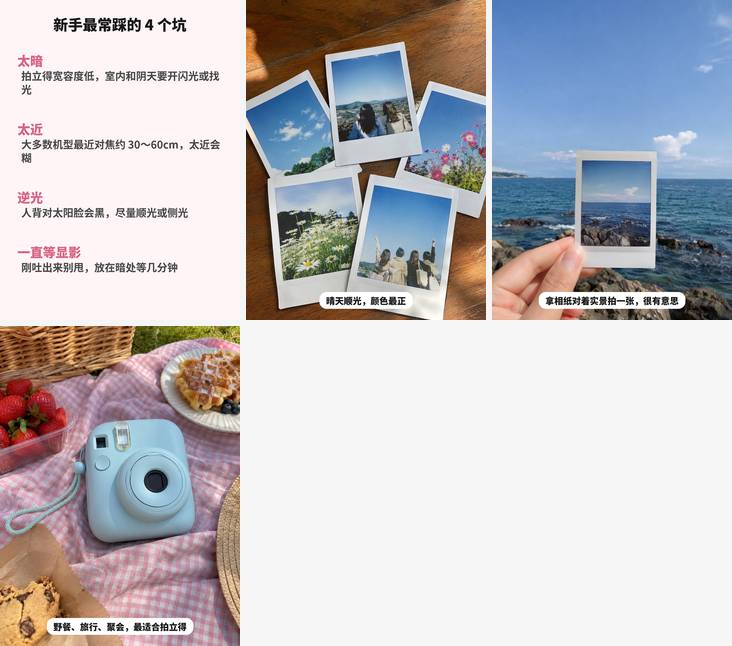 新手最常踩的 4 个坑
太暗
拍立得宽容度低，室内和阴天要开闪光或找
光
太近
大多数机型最近对焦约 30～60cm，太近会
糊
逆光
人背对太阳脸会黑，尽量顺光或侧光
一直等显影
刚吐出来别甩，放在暗处等几分钟
晴天顺光，颜色最正
拿相纸对着实景拍一张，很有意思
野餐、旅行、聚会，最适合拍立得